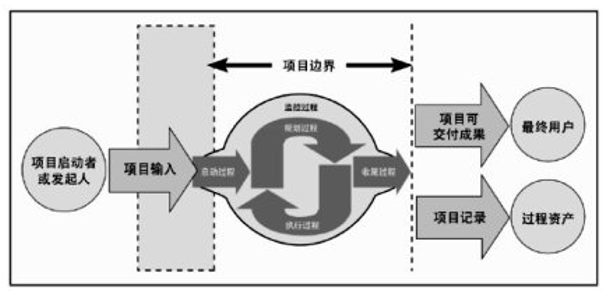 项目边界
监控过程
规划过程
项目启动者
或发起人
项目输入
启动过程
收尾过程
执行过程
项目可
交付成果
最终用户
项目记录
过程资产